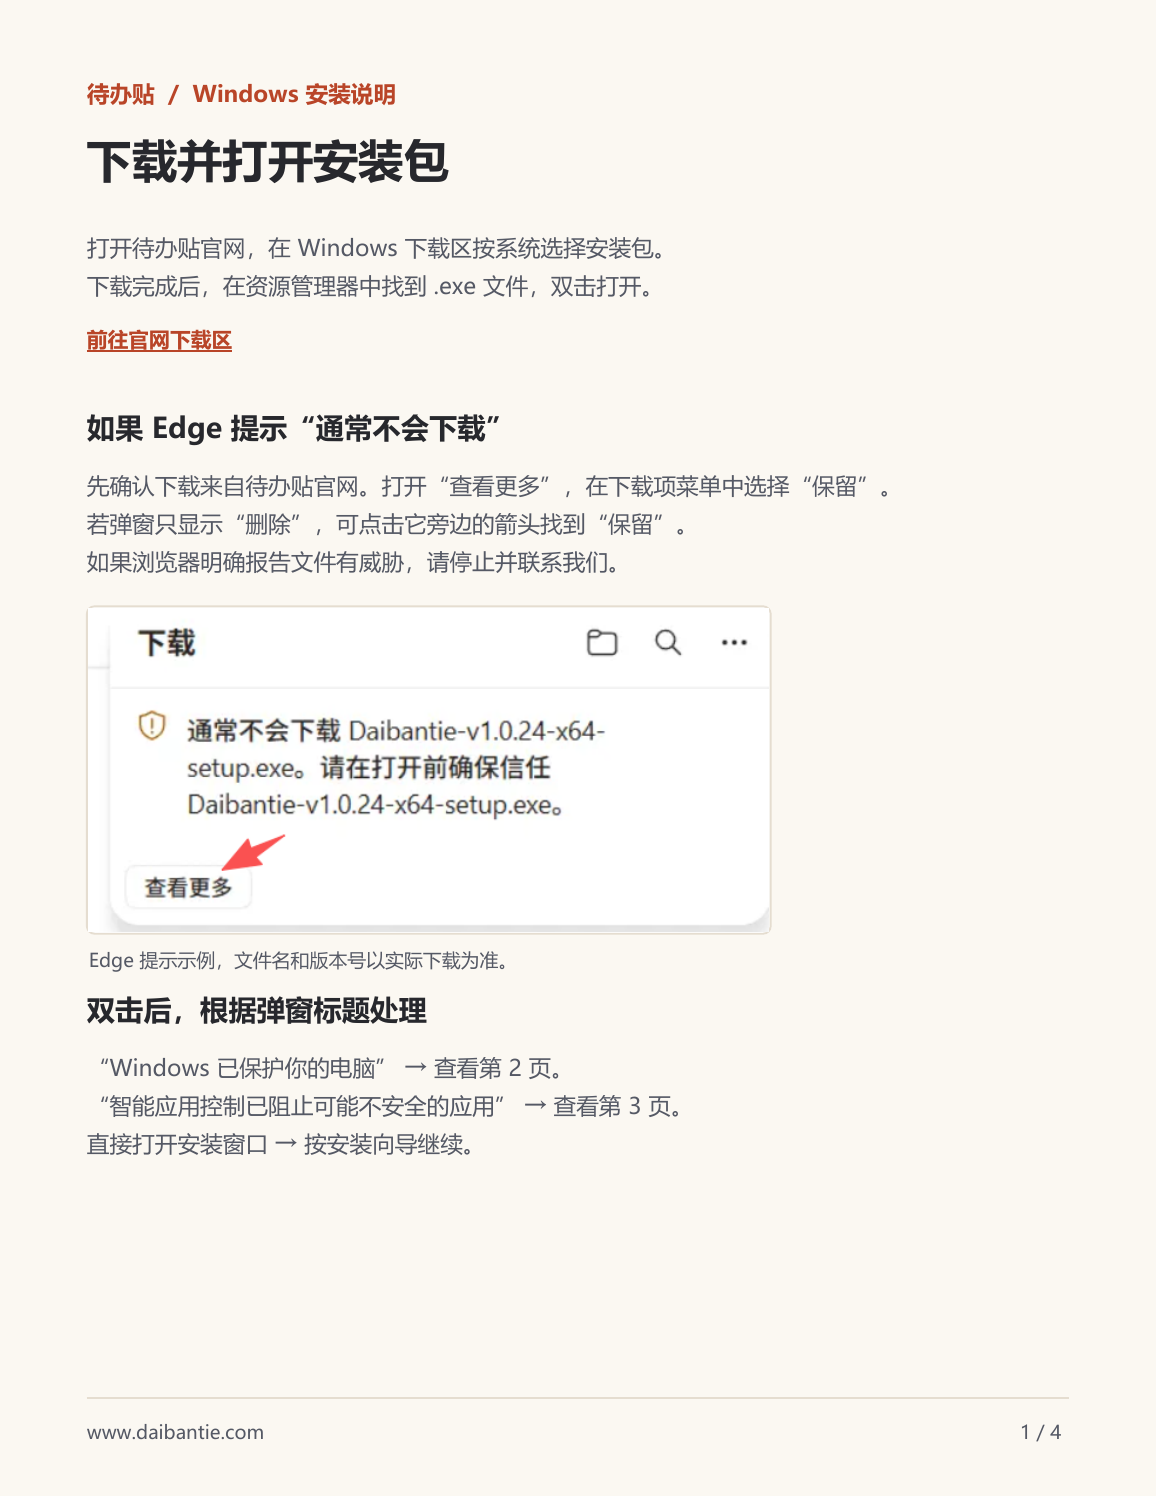 待办贴 / Windows 安装说明
下载并打开安装包
打开待办贴官网，在 Windows 下载区按系统选择安装包。
下载完成后，在资源管理器中找到 .exe 文件，双击打开。
前往官网下载区
如果 Edge 提示“通常不会下载”
先确认下载来自待办贴官网。打开“查看更多”，在下载项菜单中选择“保留”。
若弹窗只显示“删除”，可点击它旁边的箭头找到“保留”。
如果浏览器明确报告文件有威胁，请停止并联系我们。
下载
通常不会下载 Daibantie-v1.0.24-x64-
setup.exe。请在打开前确保信任
Daibantie-v1.0.24-x64-setup.exe。
查看更多
Edge 提示示例，文件名和版本号以实际下载为准。
双击后，根据弹窗标题处理
“Windows 已保护你的电脑” → 查看第 2 页。
“智能应用控制已阻止可能不安全的应用” → 查看第 3 页。
直接打开安装窗口 → 按安装向导继续。
www.daibantie.com
1 / 4